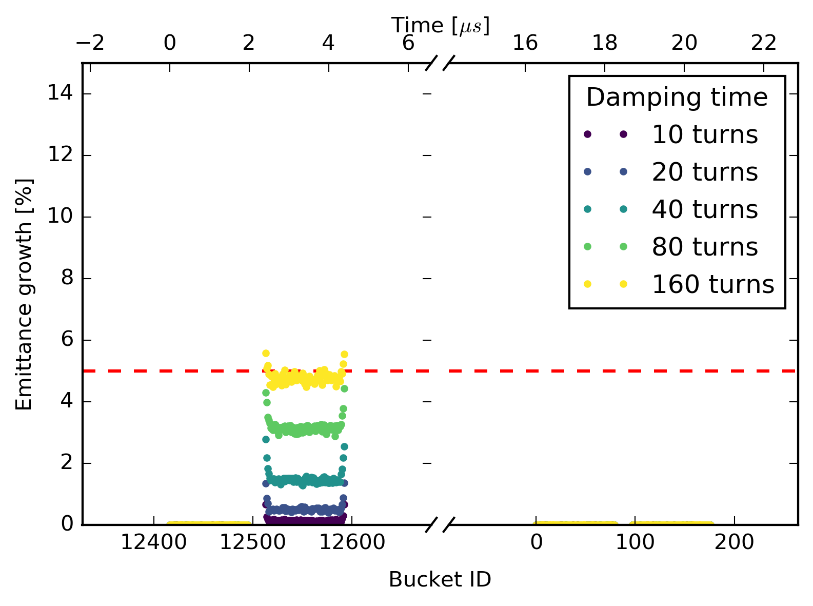 Time [μs]
−2 0 2 4 6 16 18 20 22
14
12
10
8
6
4
2
0
Emittance growth [%]
Damping time
10 turns
20 turns
40 turns
80 turns
160 turns
12400 12500 12600 0 100 200
Bucket ID